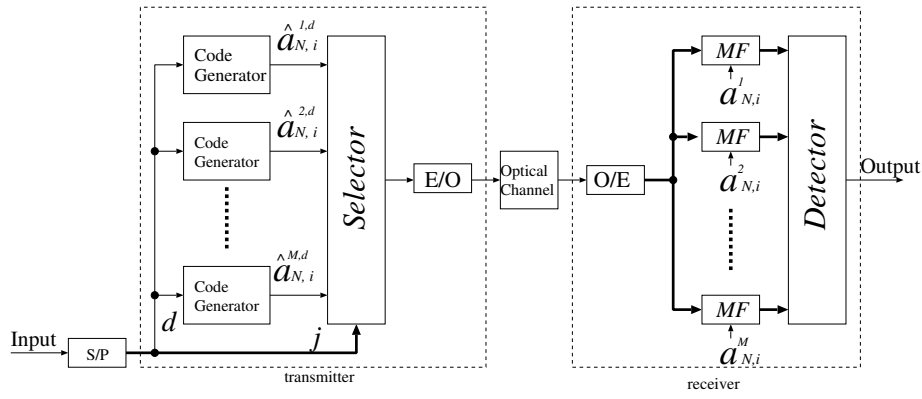 Input
S/P
d
j
Code
Generator
â 1,d N, i
Code
Generator
â 2,d N, i
Code
Generator
â M,d N, i
Selector
E/O
transmitter
Optical
Channel
O/E
MF
a 1 N,i
MF
a 2 N,i
MF
a M N,i
Detector
Output
receiver